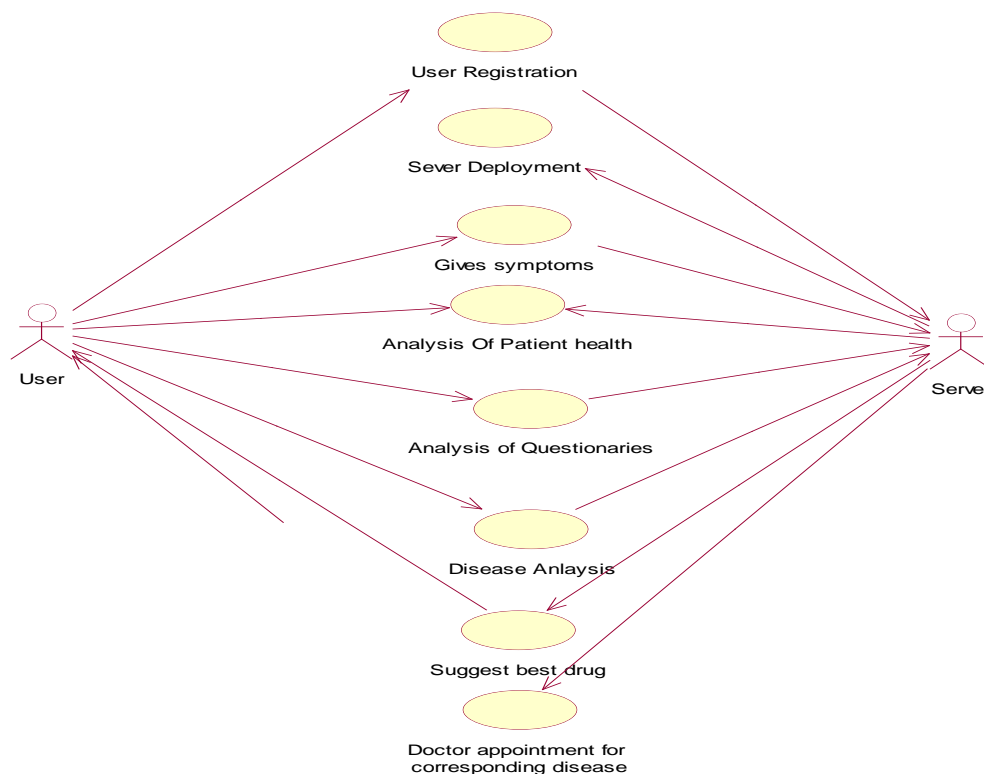 User Registration
Sever Deployment
Gives symptoms
Analysis Of Patient health
User
Serve
Analysis of Questionaries
Disease Anlaysis
Suggest best drug
Doctor appointment for
corresponding disease